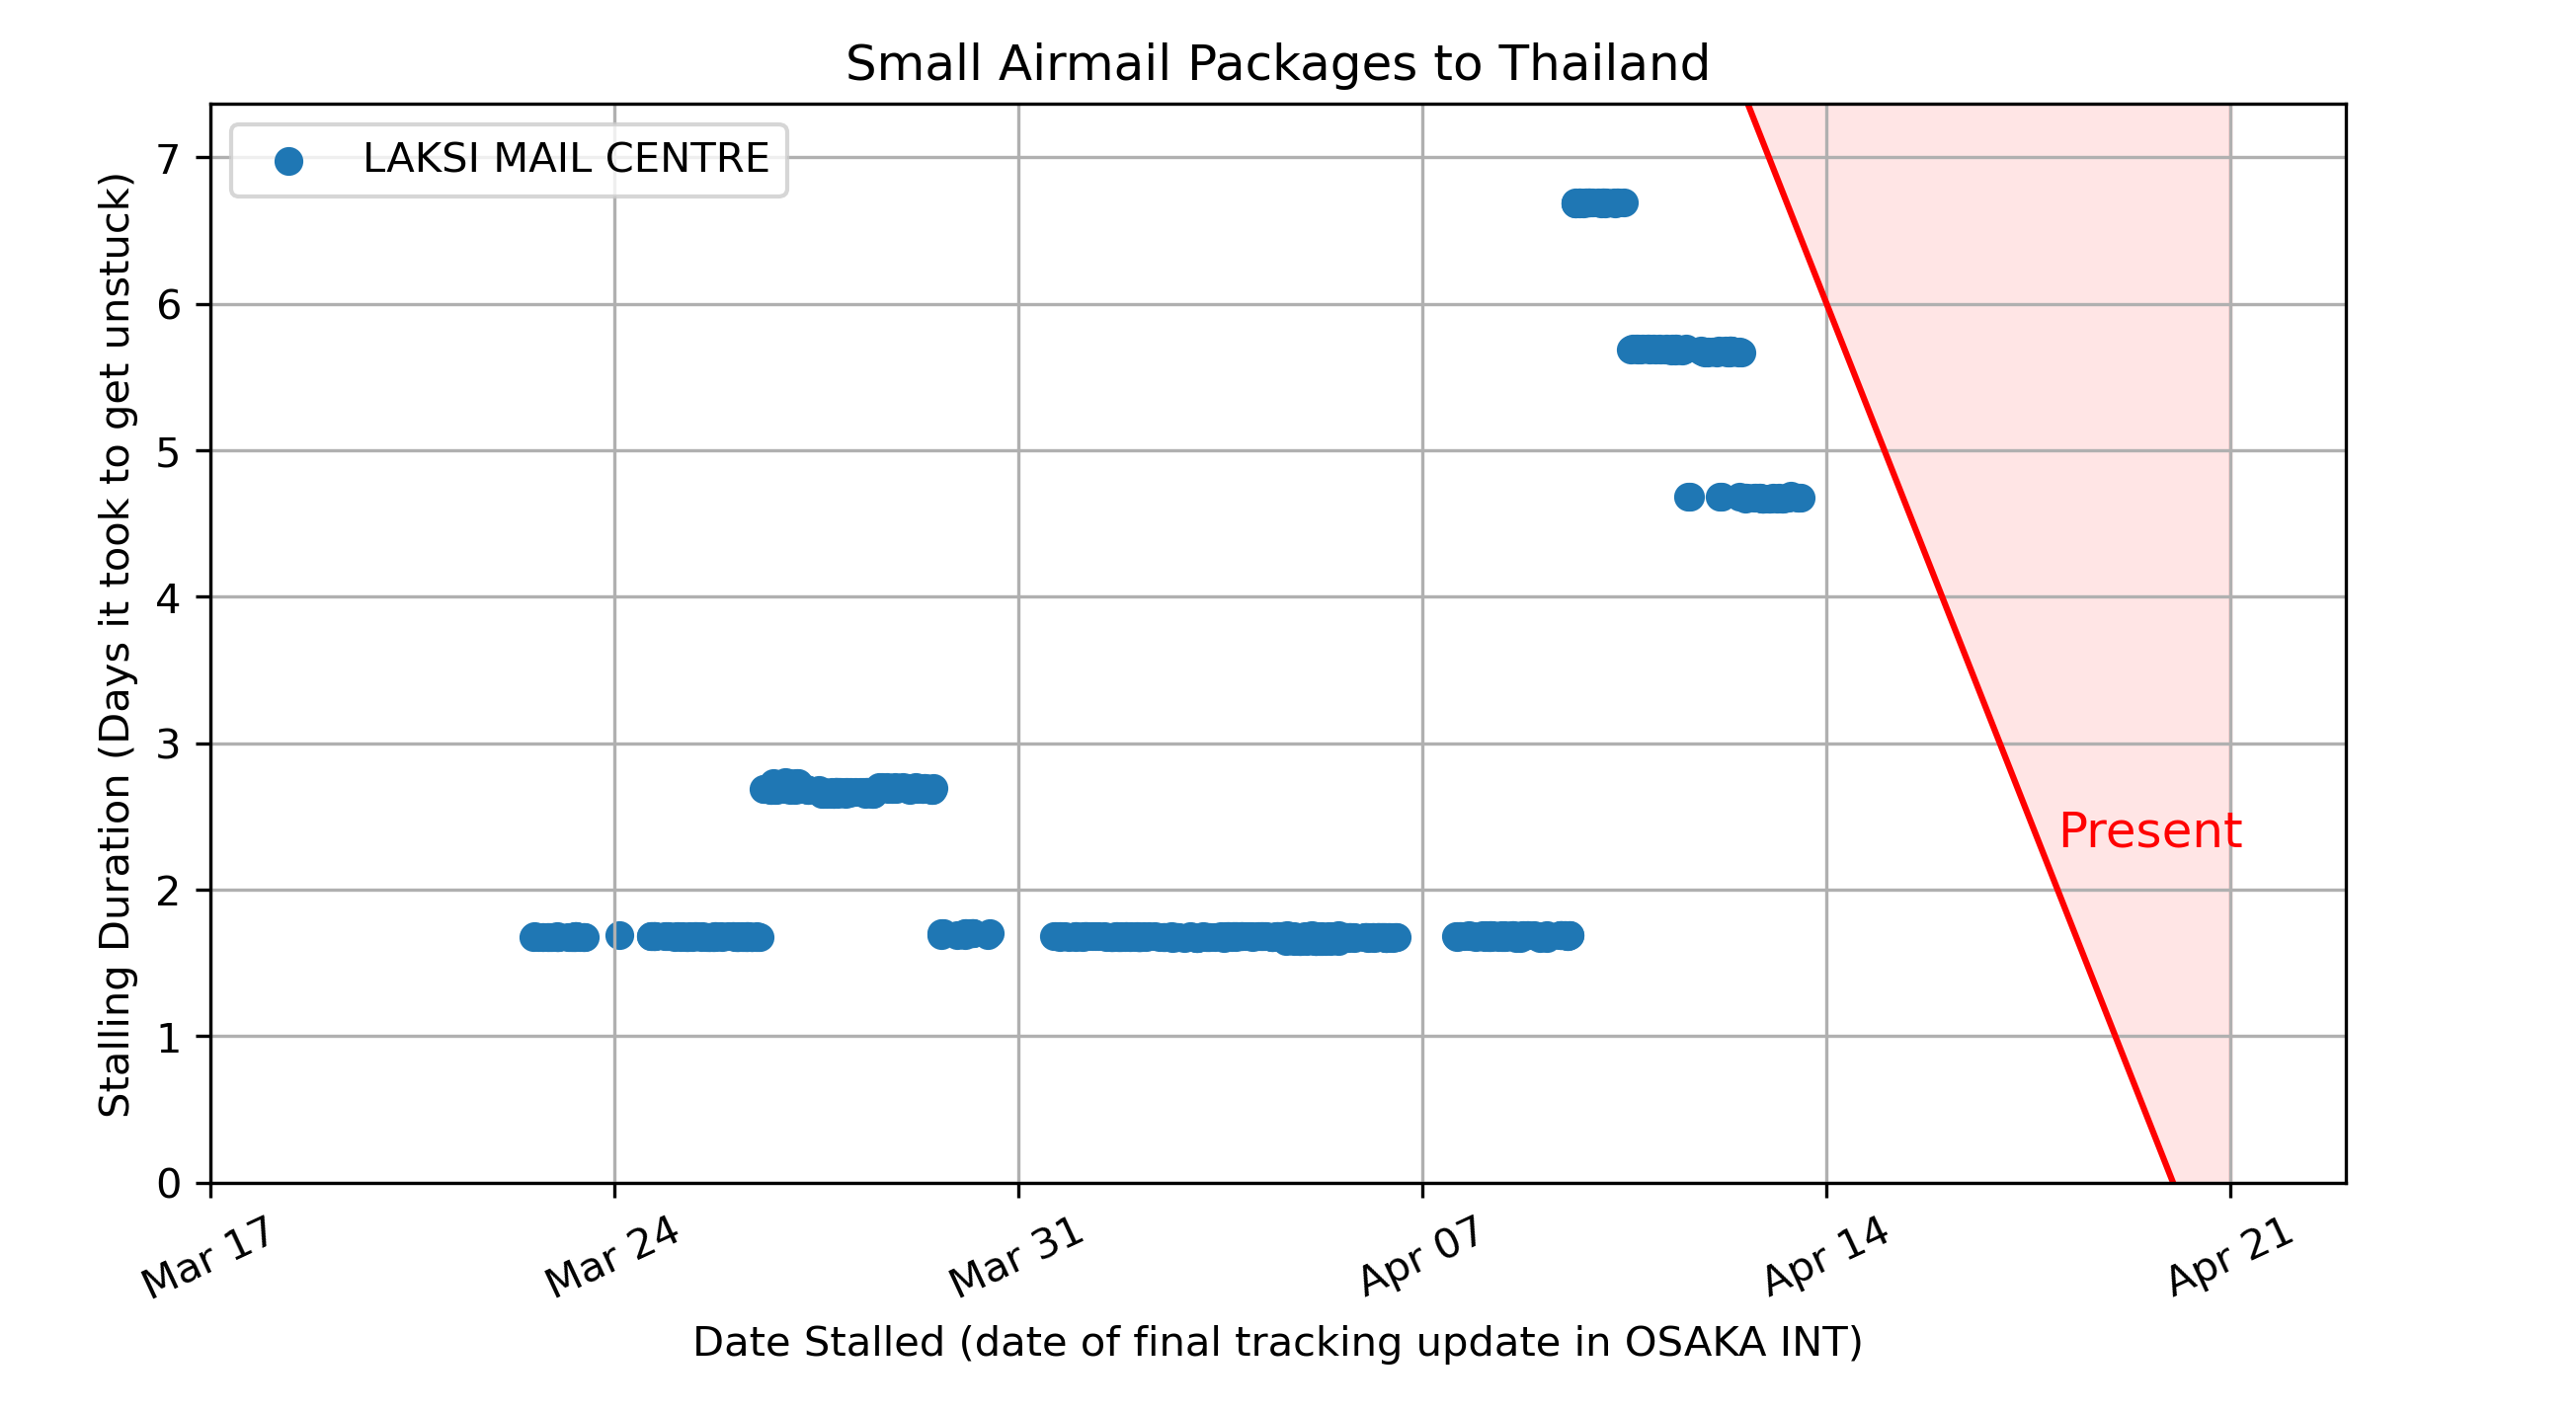 Small Airmail Packages to Thailand
LAKSI MAIL CENTRE
Stalling Duration (Days it took to get unstuck)
7
6
5
4
3
2
1
0
Present
Mar 17
Mar 24
Mar 31
Apr 07
Apr 14
Apr 21
Date Stalled (date of final tracking update in OSAKA INT)